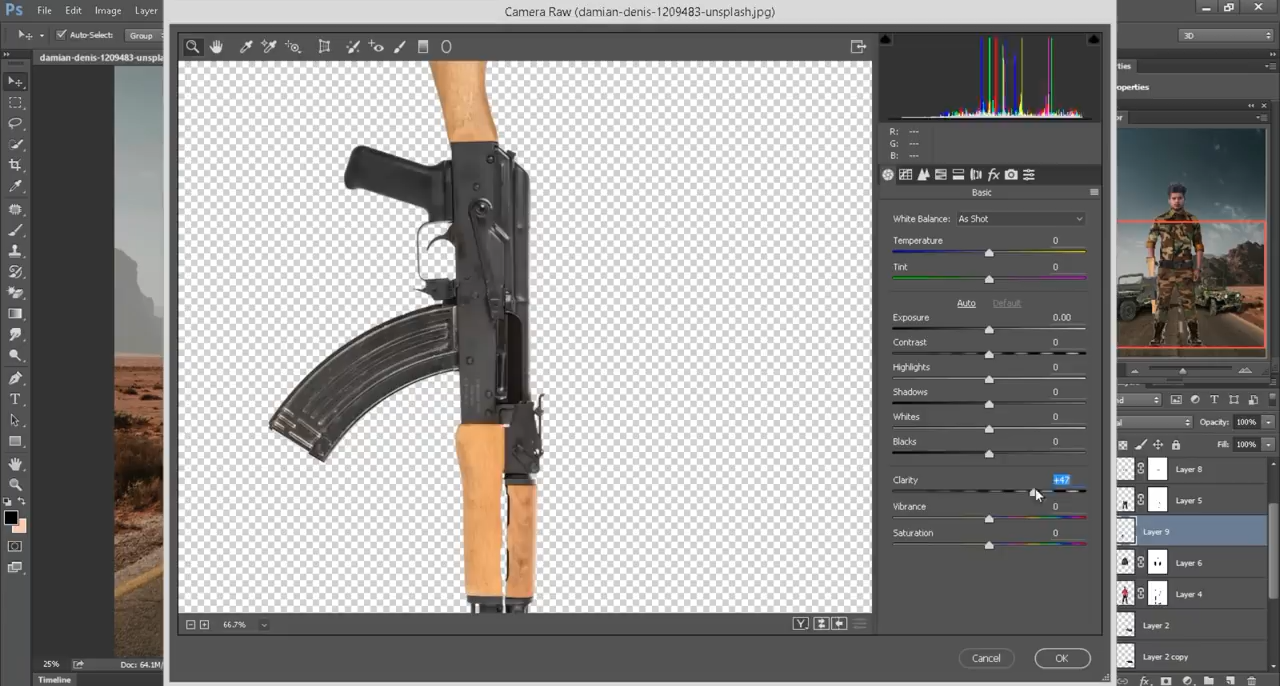 Camera Raw (damian-denis-1209483-unsplash.jpg)
Ps File Edit Image Layer
Auto-Select: Group
3D
damian-denis-1209483-unspla
ties
roperties
R: ---
G: ---
B: ---
fx
Basic
White Balance: As Shot
Temperature 0
Tint 0
Auto Default
Exposure 0.00
Contrast 0
Highlights 0
Shadows 0
Whites 0
Blacks 0
Clarity +47
Vibrance 0
Saturation 0
T
Opacity: 100%
Fill: 100%
Layer 8
Layer 5
Layer 9
Layer 6
Layer 4
Layer 2
Layer 2 copy
fx
66.7%
Y
Cancel OK
25% Doc: 64.1M/
Timeline